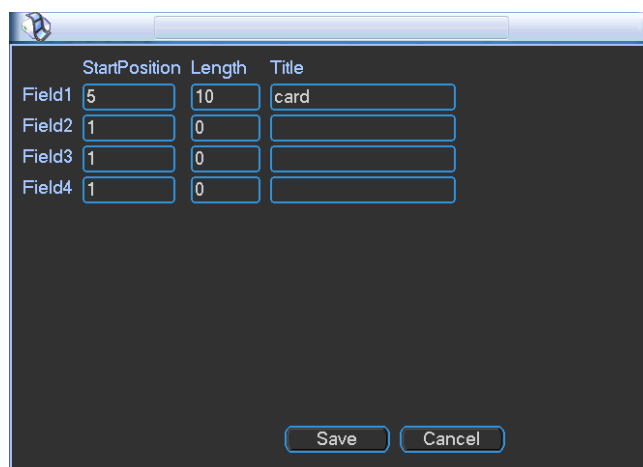 StartPosition Length Title
Field1 5 10 card
Field2 1 0
Field3 1 0
Field4 1 0
Save Cancel